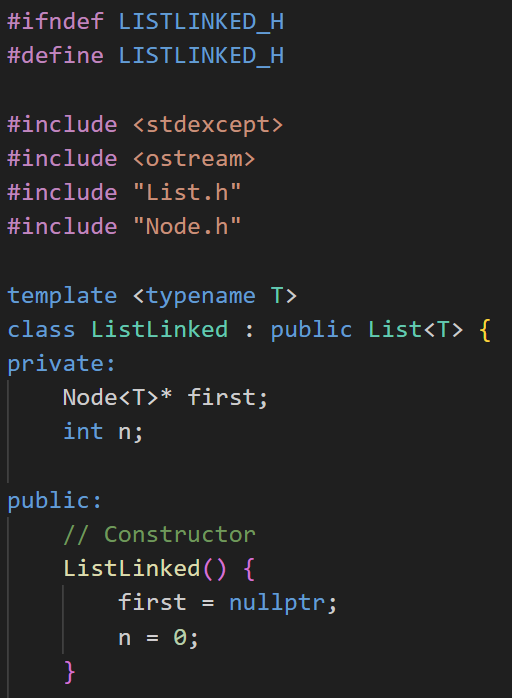 #ifndef LISTLINKED_H
#define LISTLINKED_H

#include <stdexcept>
#include <ostream>
#include "List.h"
#include "Node.h"

template <typename T>
class ListLinked : public List<T> {
private:
    Node<T>* first;
    int n;

public:
    // Constructor
    ListLinked() {
        first = nullptr;
        n = 0;
    }